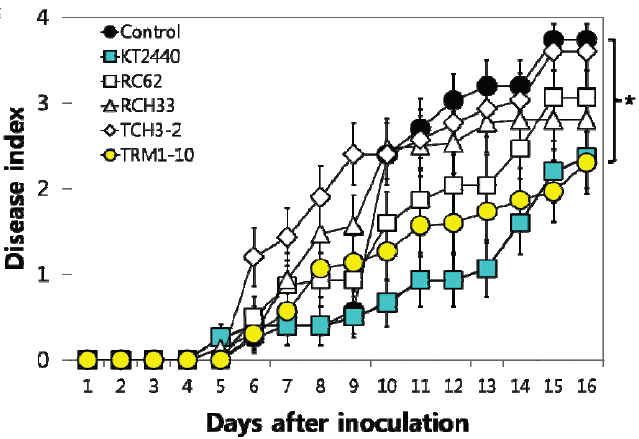 4
3
2
1
0
Disease index
Control
KT2440
RC62
RCH33
TCH3-2
TRM1-10
*
1 2 3 4 5 6 7 8 9 10 11 12 13 14 15 16
Days after inoculation